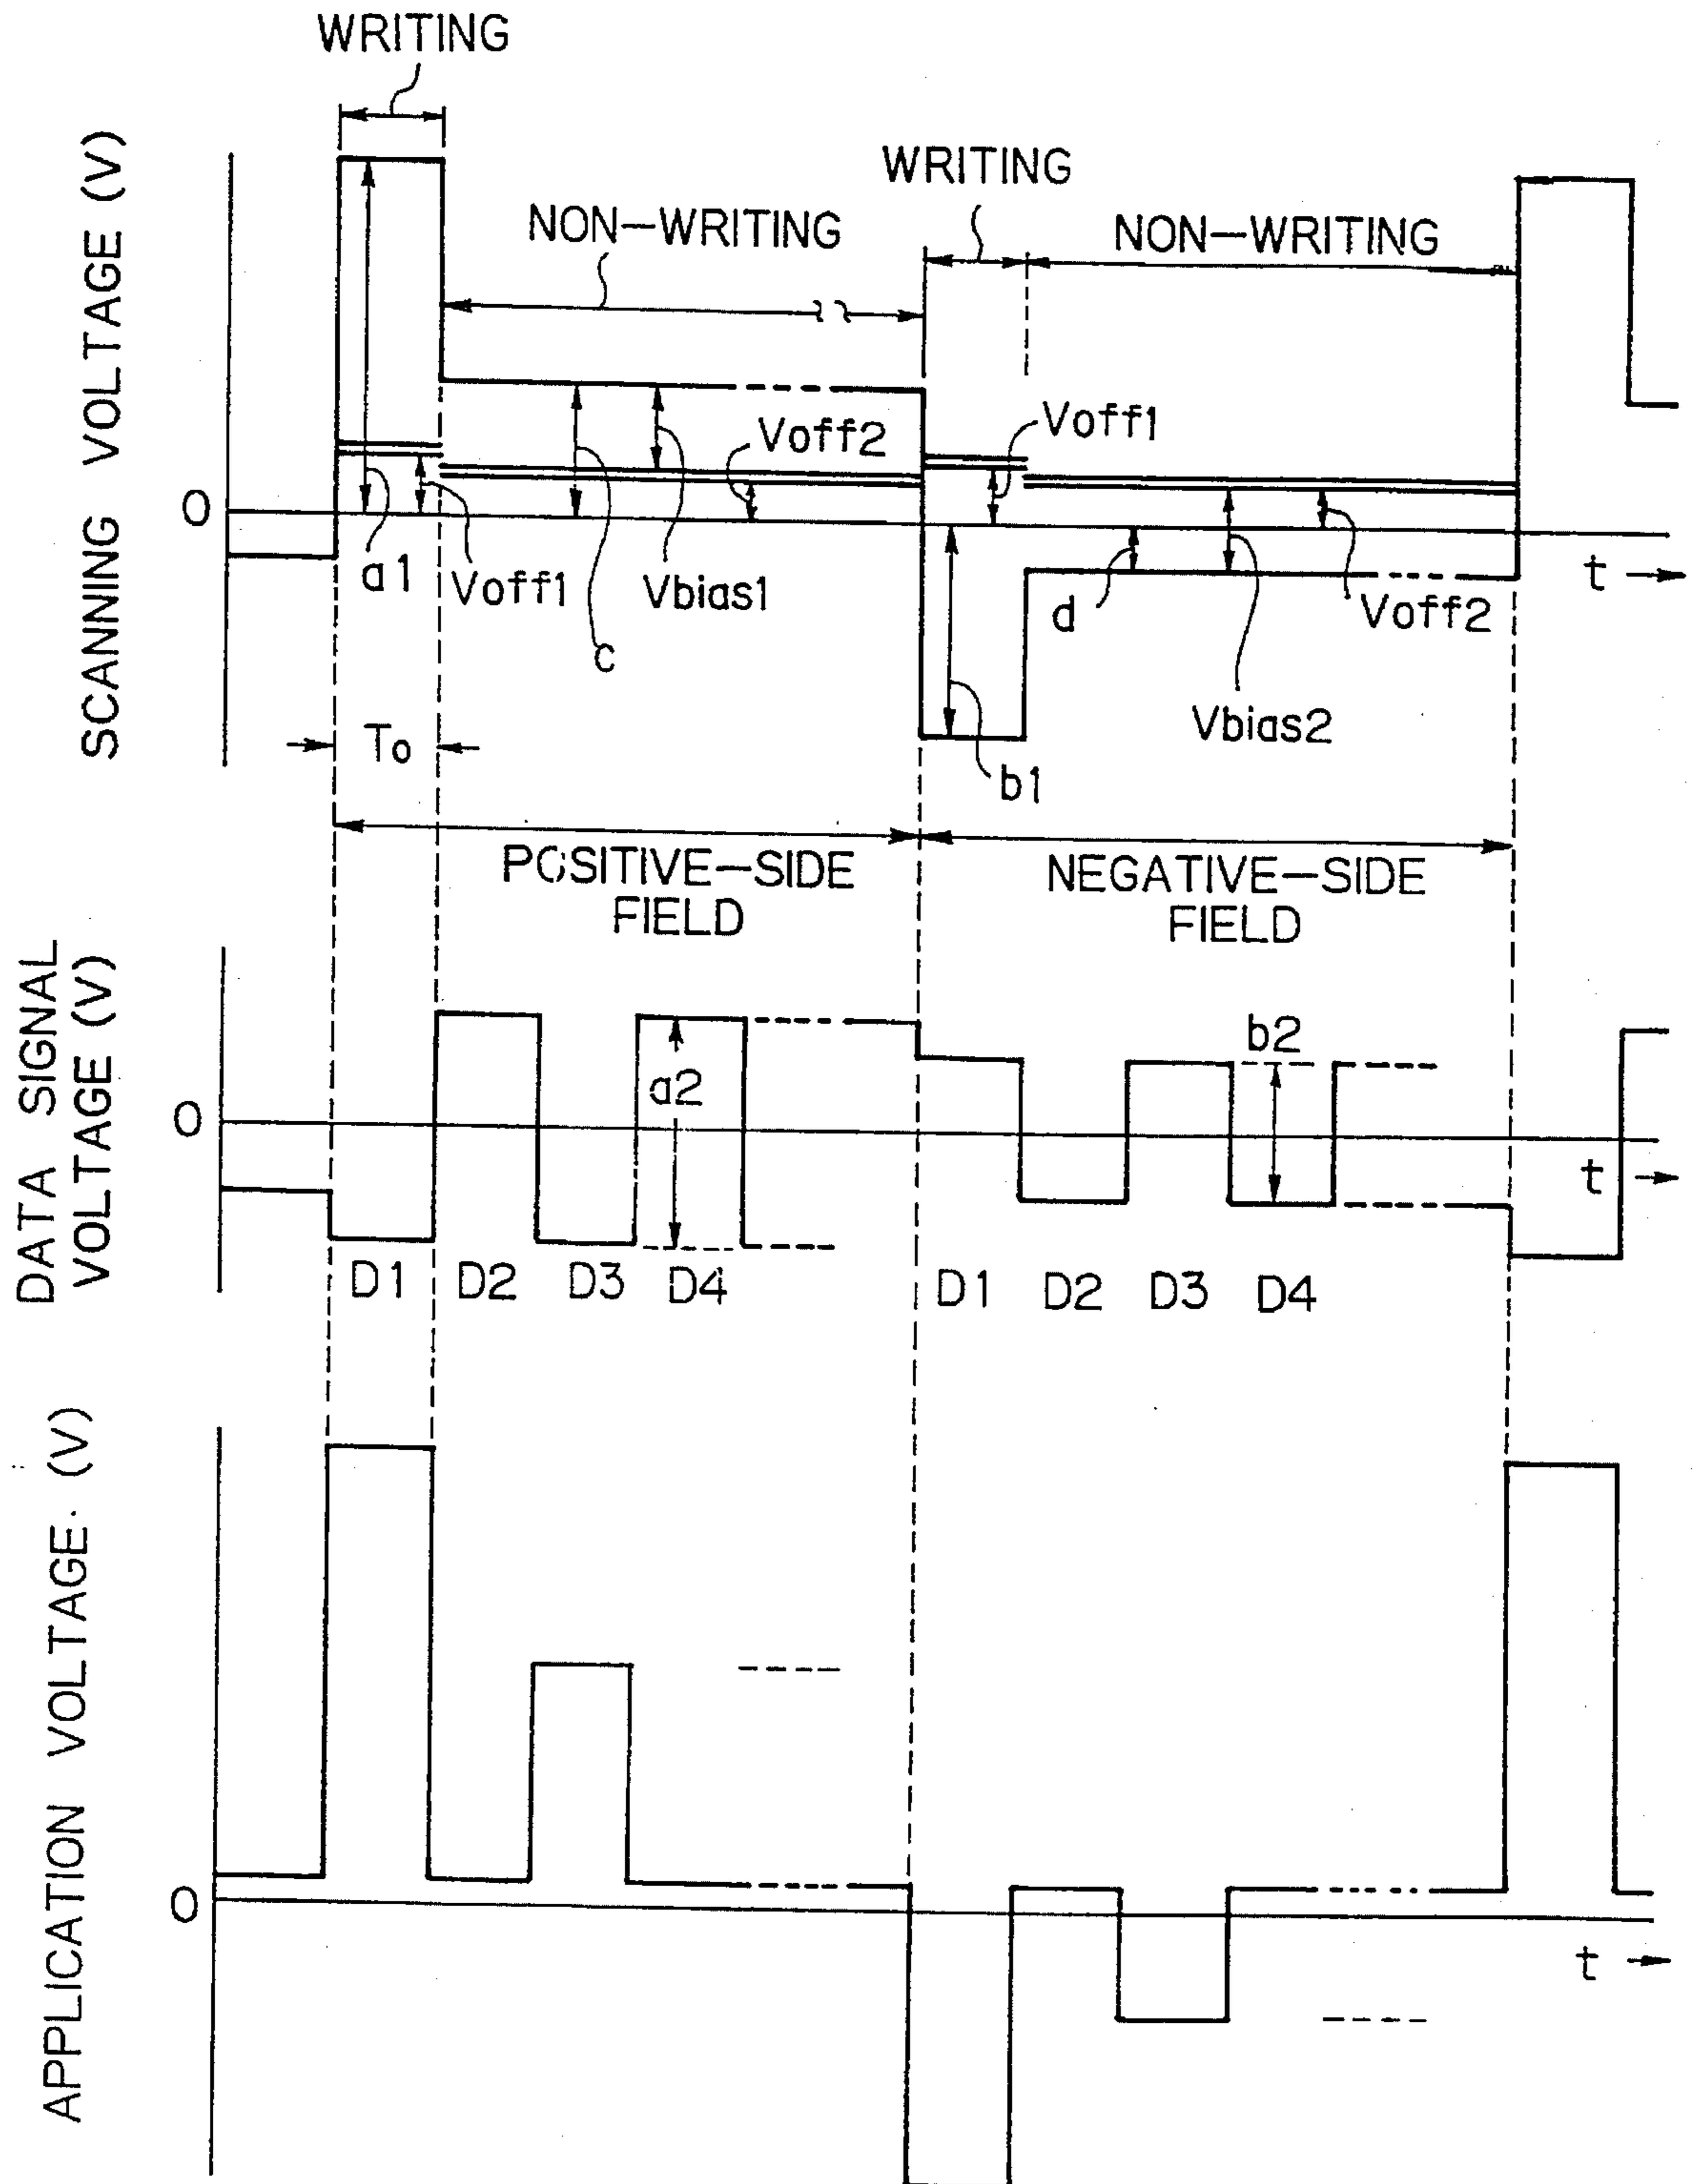 WRITING
WRITING
NON-WRITING
NON-WRITING
SCANNING VOLTAGE (V)
Voff2
Voff1
0
a1
Voff1
Vbias1
c
d
Voff2
t
Vbias2
To
b1
POSITIVE-SIDE
FIELD
NEGATIVE-SIDE
FIELD
DATA SIGNAL
VOLTAGE (V)
0
a2
b2
t
D1 D2 D3 D4 D1 D2 D3 D4
APPLICATION VOLTAGE (V)
0
t